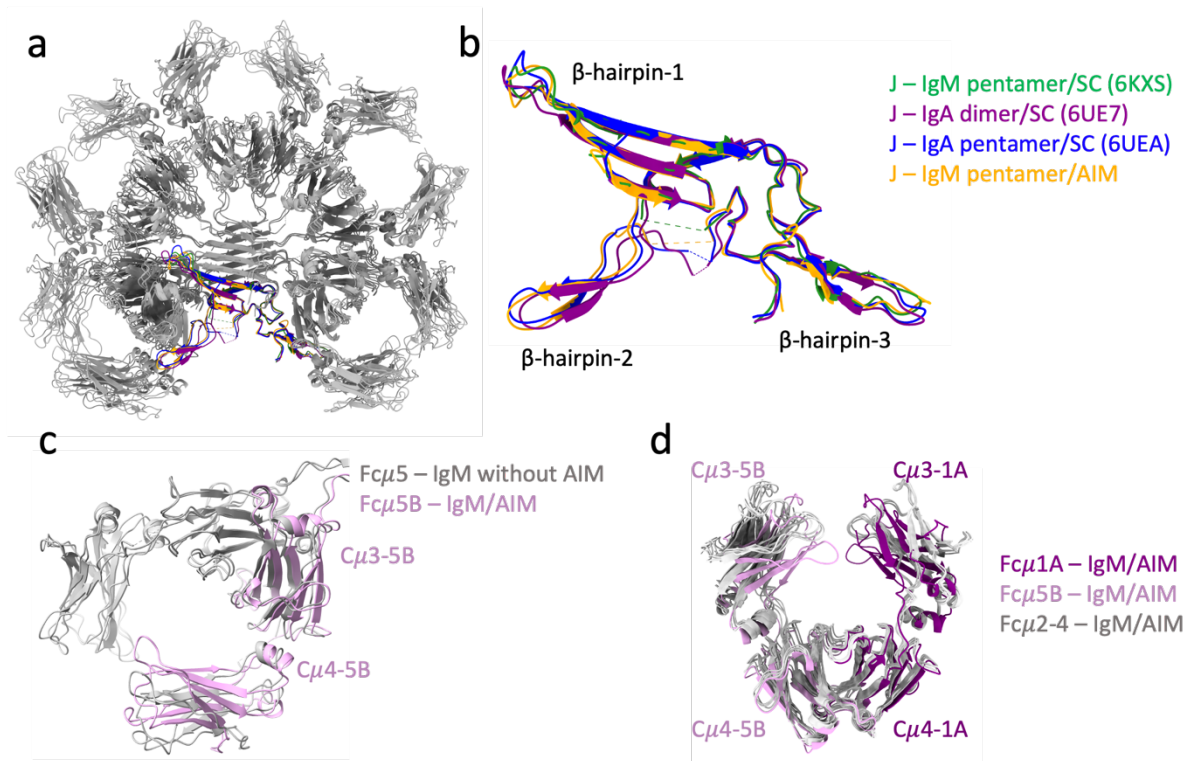 a
b
β-hairpin-1
β-hairpin-2
β-hairpin-3
J – IgM pentamer/SC (6KXS)
J – IgA dimer/SC (6UE7)
J – IgA pentamer/SC (6UEA)
J – IgM pentamer/AIM
c
Fcμ5 – IgM without AIM
Fcμ5B – IgM/AIM
Cμ3-5B
Cμ4-5B
d
Cμ3-5B
Cμ3-1A
Cμ4-5B
Cμ4-1A
Fcμ1A – IgM/AIM
Fcμ5B – IgM/AIM
Fcμ2-4 – IgM/AIM